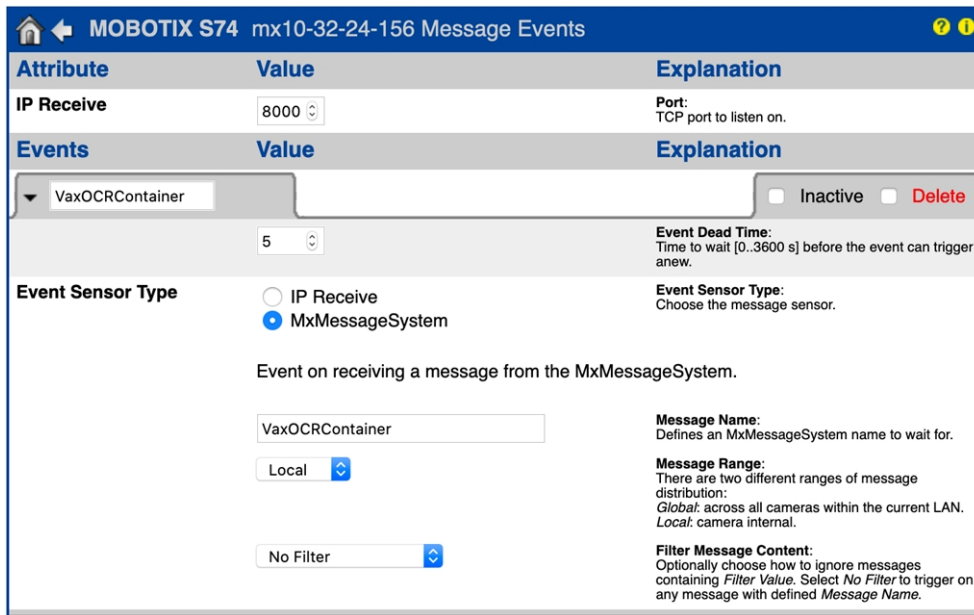 MOBOTIX S74 mx10-32-24-156 Message Events ? i
Attribute Value Explanation
IP Receive 8000 Port:
TCP port to listen on.
Events Value Explanation
VaxOCRContainer Inactive Delete
5 Event Dead Time:
Time to wait [0..3600 s] before the event can trigger
anew.
Event Sensor Type IP Receive Event Sensor Type:
Choose the message sensor.
MxMessageSystem
Event on receiving a message from the MxMessageSystem.
VaxOCRContainer Message Name:
Defines an MxMessageSystem name to wait for.
Local Message Range:
There are two different ranges of message
distribution:
Global: across all cameras within the current LAN.
Local: camera internal.
No Filter Filter Message Content:
Optionally choose how to ignore messages
containing Filter Value. Select No Filter to trigger on
any message with defined Message Name.